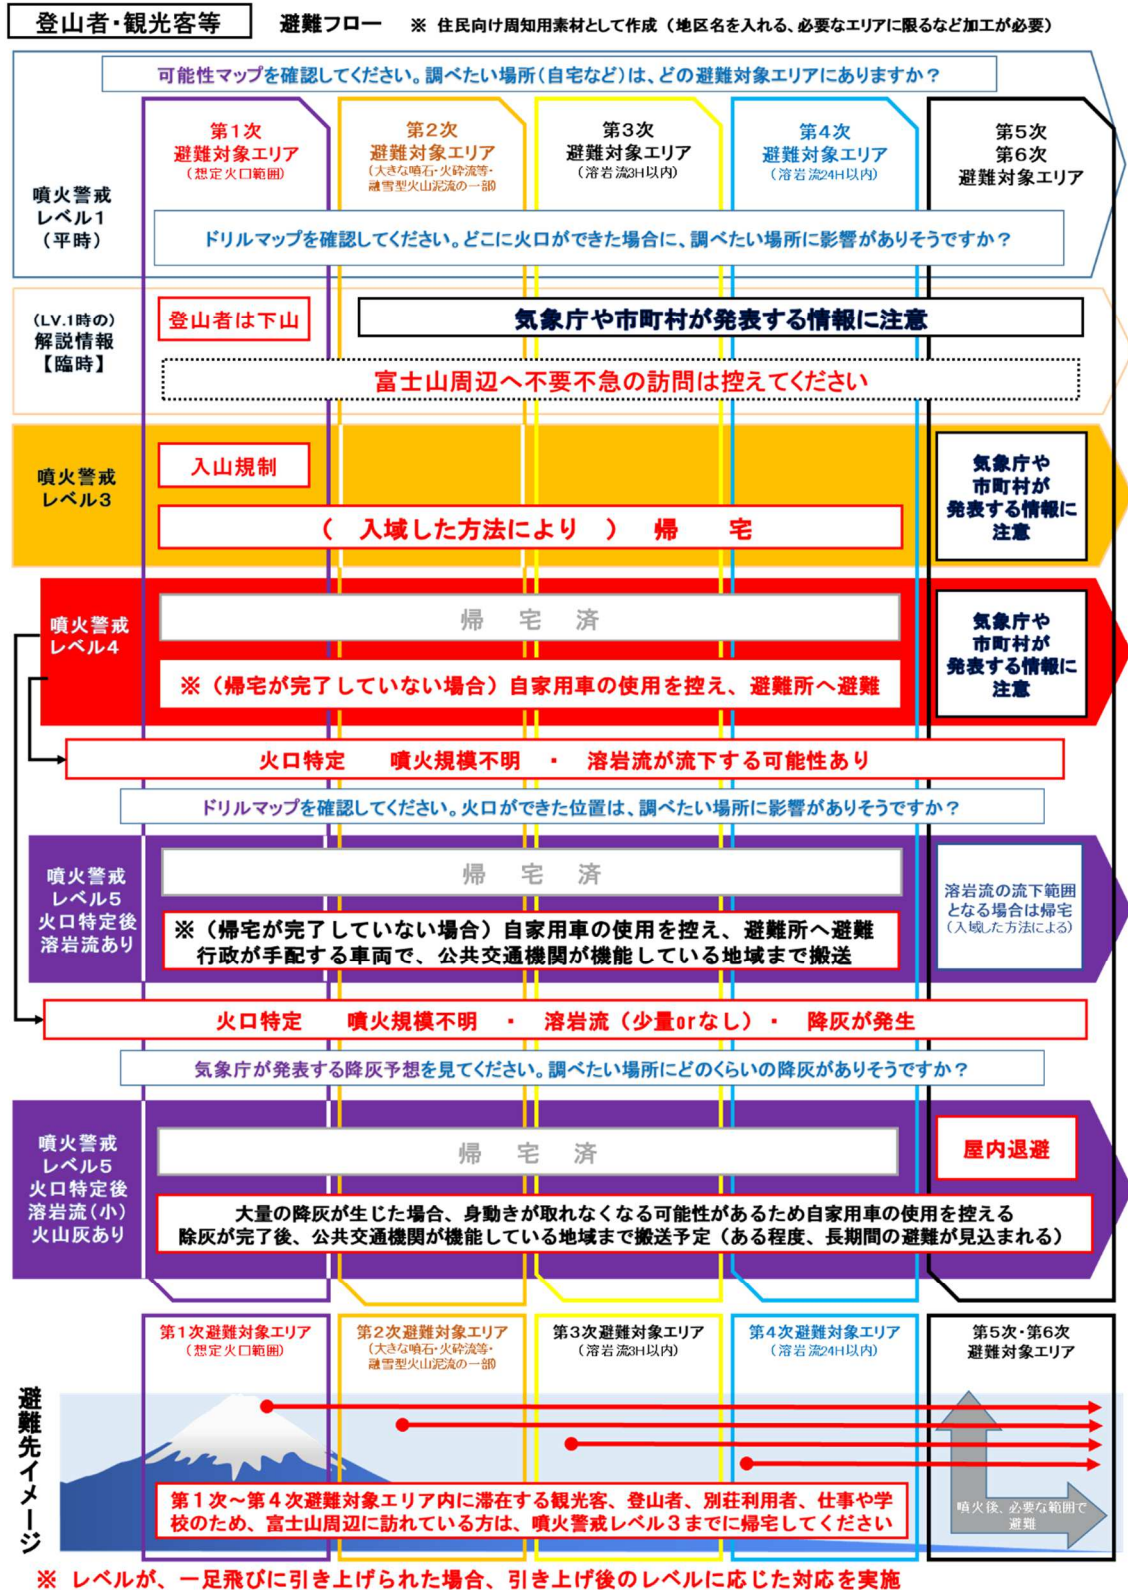 登山者・観光客等
避難フロー ※ 住民向け周知用素材として作成（地区名を入れる、必要なエリアに限るなど加工が必要）
可能性マップを確認してください。調べたい場所（自宅など）は、どの避難対象エリアにありますか？
噴火警戒
レベル1
（平時）
第1次
避難対象エリア
（想定火口範囲）
第2次
避難対象エリア
（大きな噴石・火砕流等・
融雪型火山泥流の一部）
第3次
避難対象エリア
（溶岩流3H以内）
第4次
避難対象エリア
（溶岩流24H以内）
第5次
第6次
避難対象エリア
ドリルマップを確認してください。どこに火口ができた場合に、調べたい場所に影響がありそうですか？
（LV.1時の）
解説情報
【臨時】
登山者は下山
気象庁や市町村が発表する情報に注意
富士山周辺へ不要不急の訪問は控えてください
噴火警戒
レベル3
入山規制
（ 入域した方法により ） 帰 宅
気象庁や
市町村が
発表する情報に
注意
噴火警戒
レベル4
帰 宅 済
※（帰宅が完了していない場合）自家用車の使用を控え、避難所へ避難
気象庁や
市町村が
発表する情報に
注意
火口特定 噴火規模不明 ・ 溶岩流が流下する可能性あり
ドリルマップを確認してください。火口ができた位置は、調べたい場所に影響がありそうですか？
噴火警戒
レベル5
火口特定後
溶岩流あり
帰 宅 済
※（帰宅が完了していない場合）自家用車の使用を控え、避難所へ避難
行政が手配する車両で、公共交通機関が機能している地域まで搬送
溶岩流の流下範囲
となる場合は帰宅
（入域した方法による）
火口特定 噴火規模不明 ・ 溶岩流（少量orなし）・ 降灰が発生
気象庁が発表する降灰予想を見てください。調べたい場所にどのくらいの降灰がありそうですか？
噴火警戒
レベル5
火口特定後
溶岩流（小）
火山灰あり
帰 宅 済
屋内退避
大量の降灰が生じた場合、身動きが取れなくなる可能性があるため自家用車の使用を控える
除灰が完了後、公共交通機関が機能している地域まで搬送予定（ある程度、長期間の避難が見込まれる）
第1次避難対象エリア
（想定火口範囲）
第2次避難対象エリア
（大きな噴石・火砕流等・
融雪型火山泥流の一部）
第3次避難対象エリア
（溶岩流3H以内）
第4次避難対象エリア
（溶岩流24H以内）
第5次・第6次
避難対象エリア
避難先イメージ
第1次～第4次避難対象エリア内に滞在する観光客、登山者、別荘利用者、仕事や学
校のため、富士山周辺に訪れている方は、噴火警戒レベル3までに帰宅してください
噴火後、必要な範囲で
避難
※ レベルが、一足飛びに引き上げられた場合、引き上げ後のレベルに応じた対応を実施